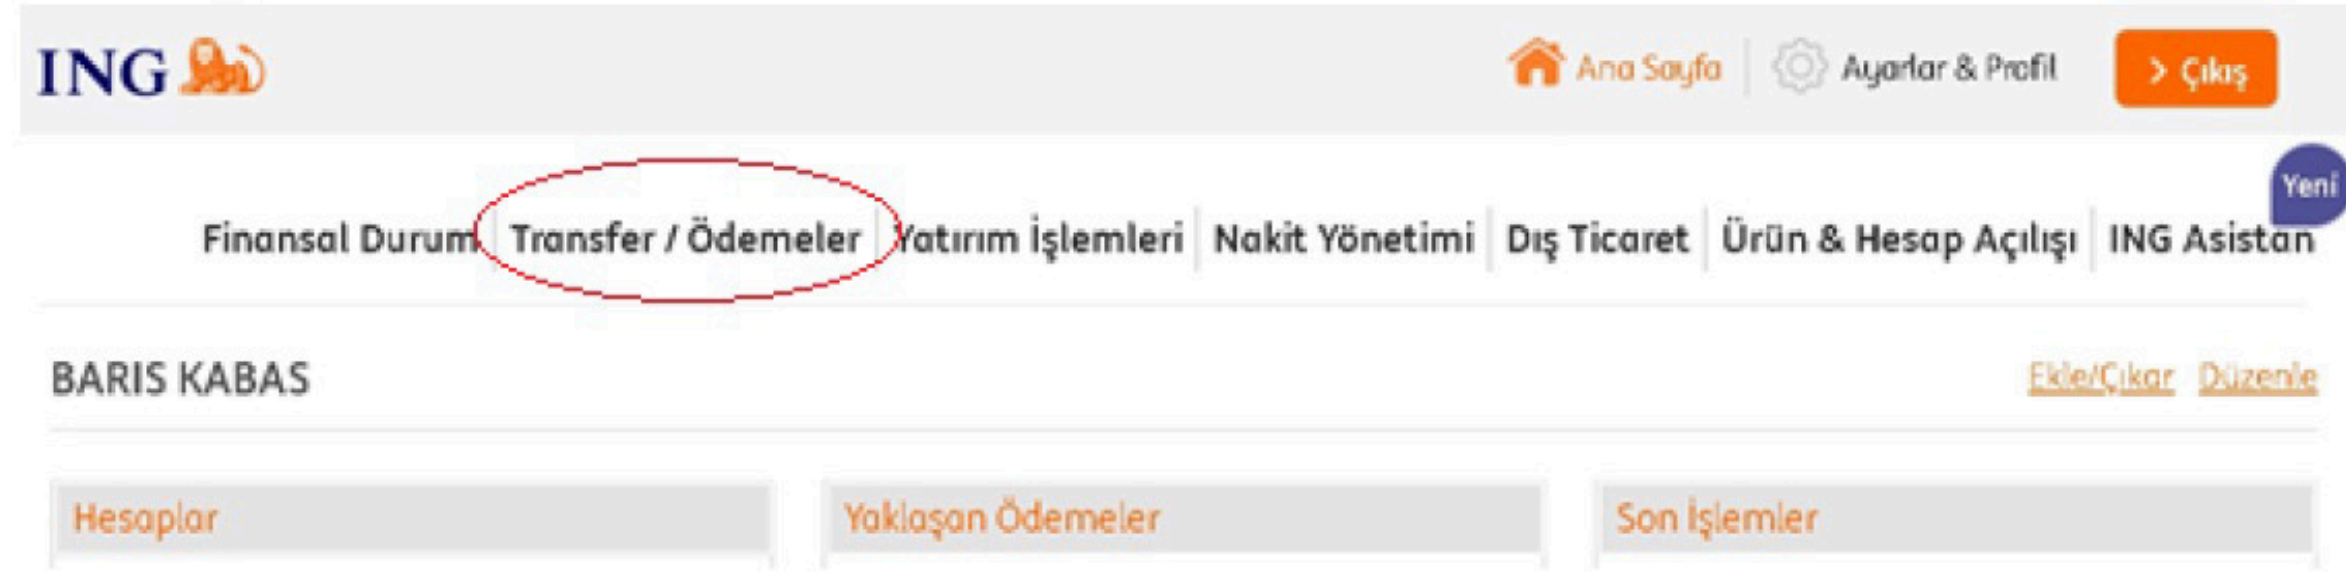 ING
Ana Sayfa Ayarlar & Profil > Çıkış
Yeni
Finansal Durum Transfer / Ödemeler Yatırım İşlemleri Nakit Yönetimi Dış Ticaret Ürün & Hesap Açılışı ING Asistan
BARIS KABAS
Ekle/Çıkar Düzenle
Hesaplar Yaklaşan Ödemeler Son İşlemler